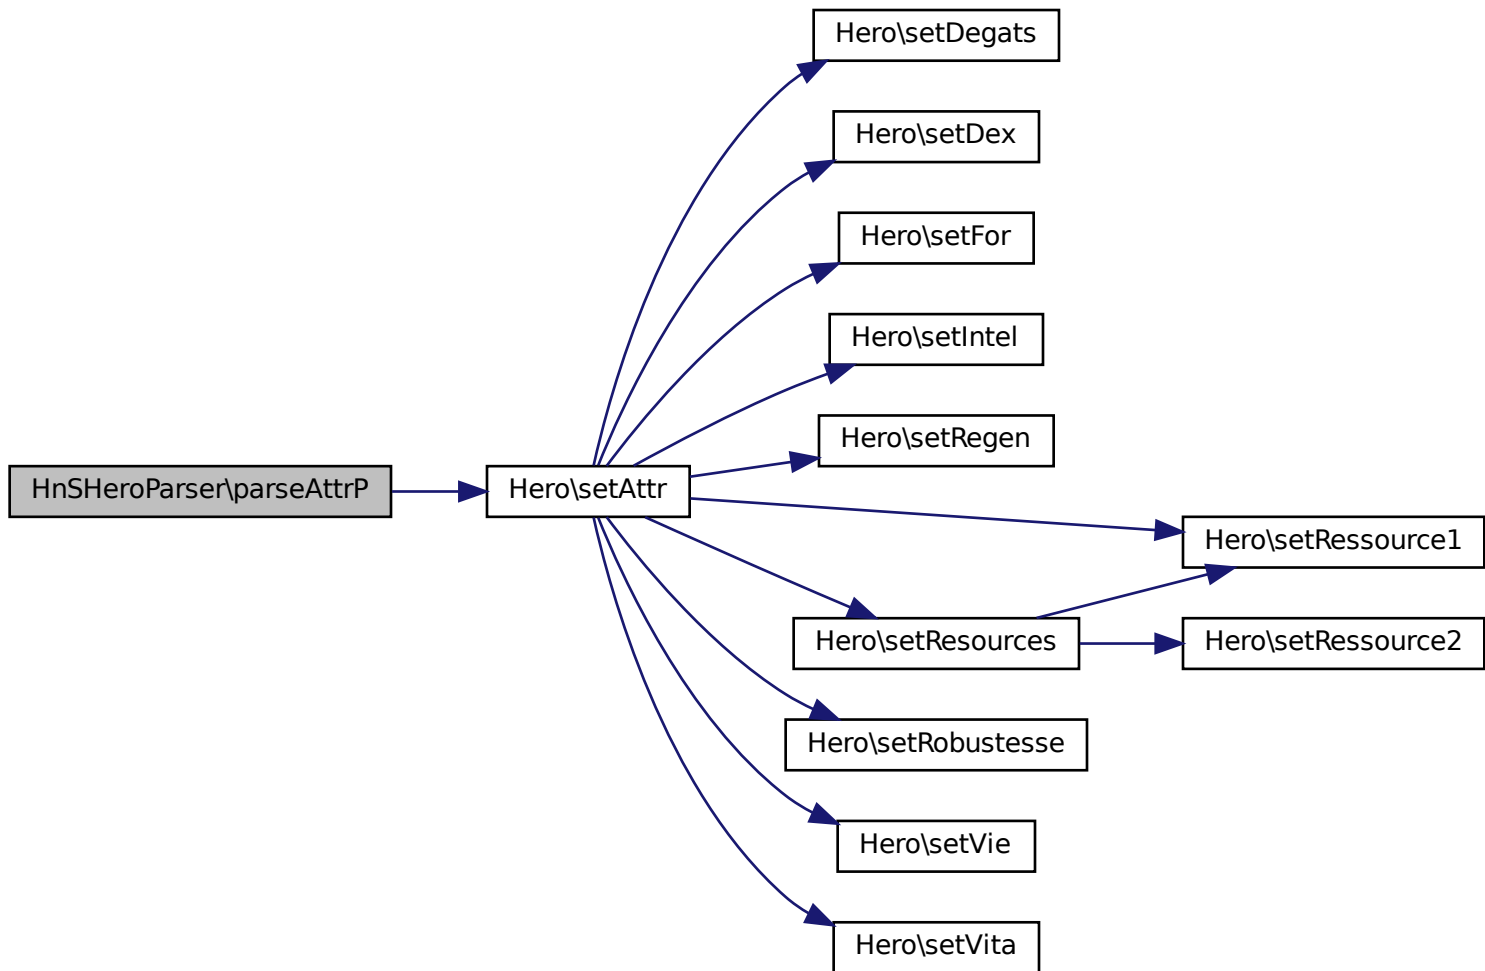 Hero\setDegats
Hero\setDex
Hero\setFor
Hero\setIntel
Hero\setRegen
HnSHeroParser\parseAttrP
Hero\setAttr
Hero\setRessource1
Hero\setResources
Hero\setRessource2
Hero\setRobustesse
Hero\setVie
Hero\setVita